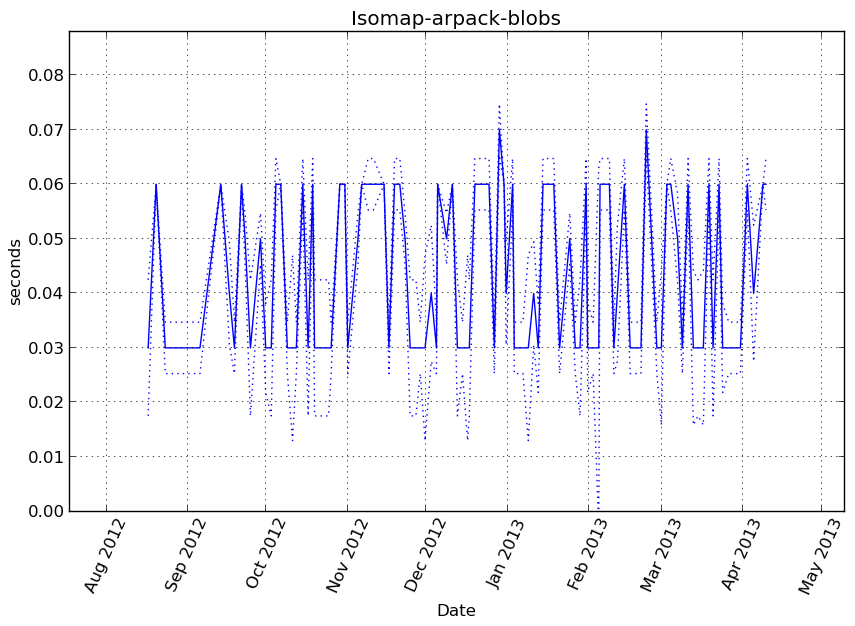 Isomap-arpack-blobs
0.08
0.07
0.06
0.05
0.04
0.03
0.02
0.01
0.00
seconds
Aug 2012
Sep 2012
Oct 2012
Nov 2012
Dec 2012
Jan 2013
Feb 2013
Mar 2013
Apr 2013
May 2013
Date